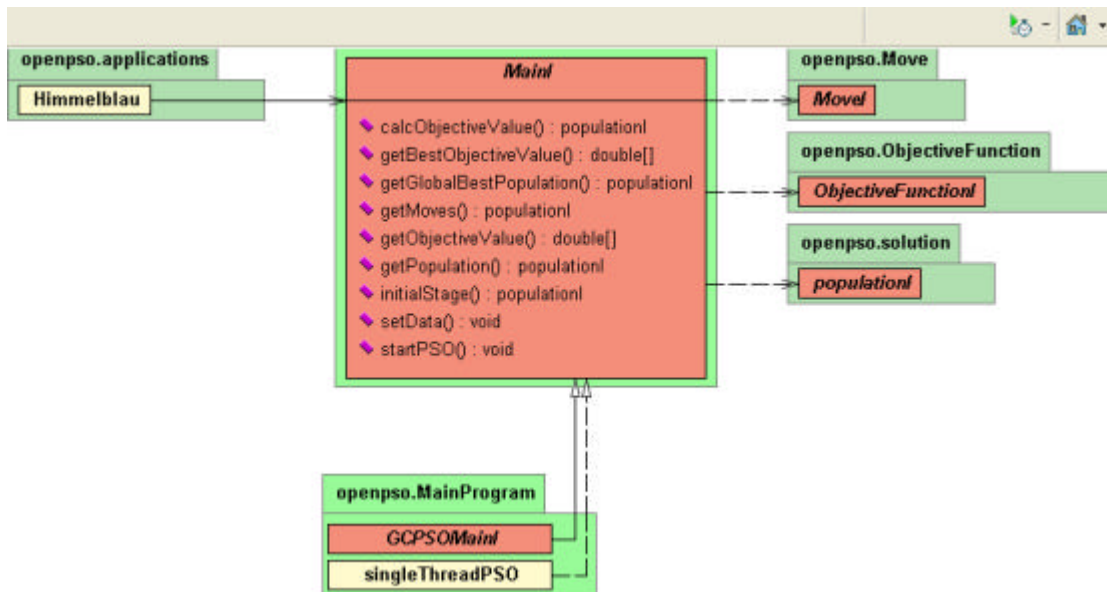 openpso.applications
Himmelblau
MainI
calcObjectiveValue() : populationI
getBestObjectiveValue() : double[]
getGlobalBestPopulation() : populationI
getMoves() : populationI
getObjectiveValue() : double[]
getPopulation() : populationI
initialStage() : populationI
setData() : void
startPSO() : void
openpso.Move
MoveI
openpso.ObjectiveFunction
ObjectiveFunctionI
openpso.solution
populationI
openpso.MainProgram
GCPSOMainI
singleThreadPSO